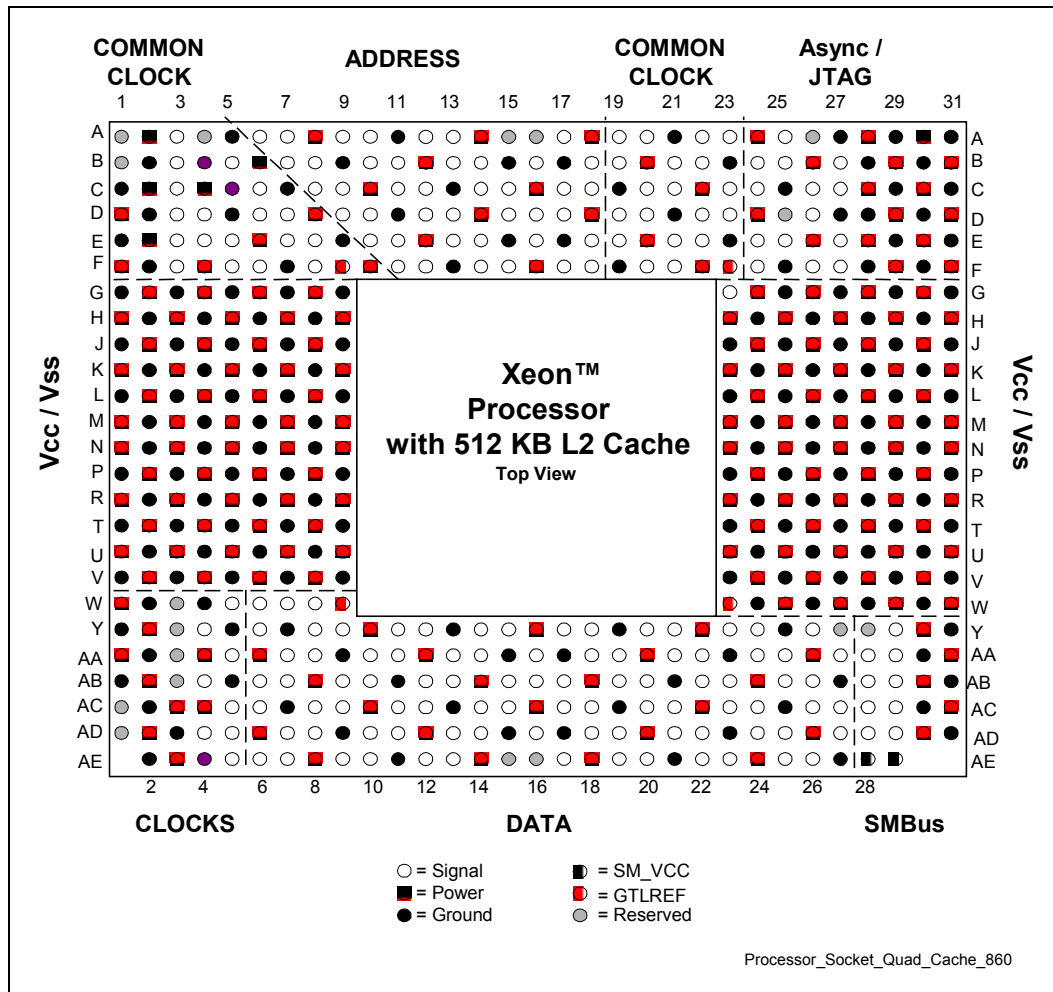 COMMON CLOCK
ADDRESS
COMMON CLOCK
Async / JTAG
1 3 5 7 9 11 13 15 17 19 21 23 25 27 29 31
A A
B B
C C
D D
E E
F F
G G
H H
J J
K K
L L
M M
N N
P P
R R
T T
U U
V V
W W
Y Y
AA AA
AB AB
AC AC
AD AD
AE AE
Vcc / Vss
Vcc / Vss
Xeon™
Processor
with 512 KB L2 Cache
Top View
2 4 6 8 10 12 14 16 18 20 22 24 26 28
CLOCKS
DATA
SMBus
= Signal
= Power
= Ground
= SM_VCC
= GTLREF
= Reserved
Processor_Socket_Quad_Cache_860